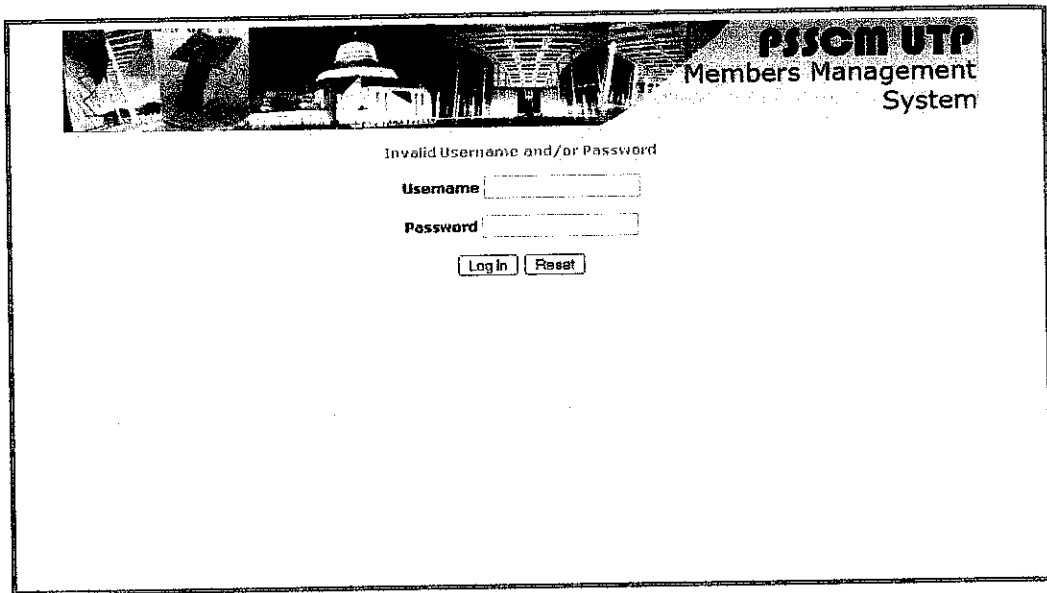 PSSCM UTP
Members Management
System
Invalid Username and/or Password
Username
Password
Log in Reset